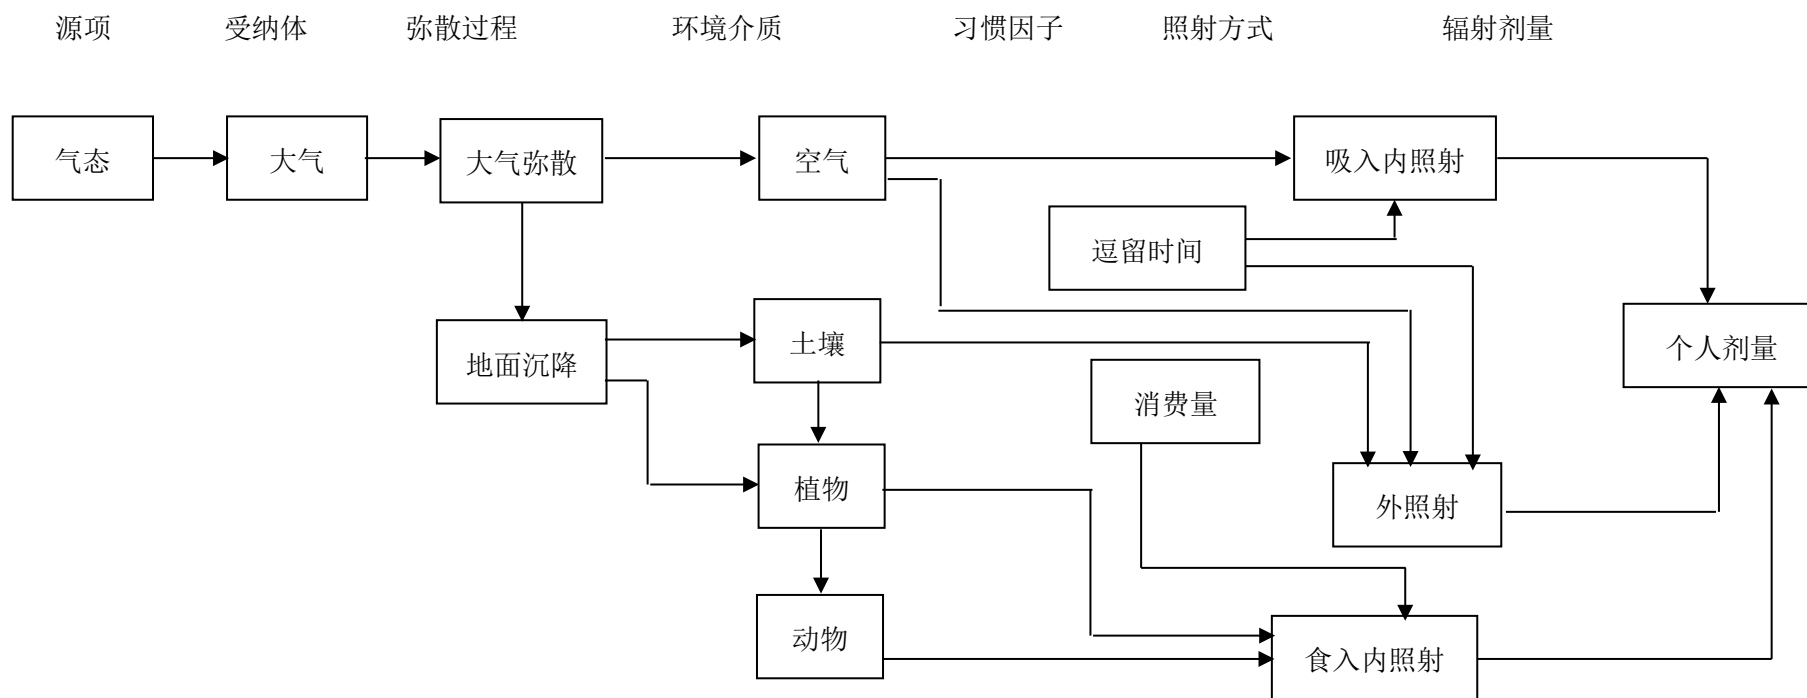 源项 受纳体 弥散过程 环境介质 习惯因子 照射方式 辐射剂量
气态 大气 大气弥散 空气 吸入内照射
逗留时间
地面沉降 土壤 个人剂量
消费量
植物 外照射
动物 食入内照射